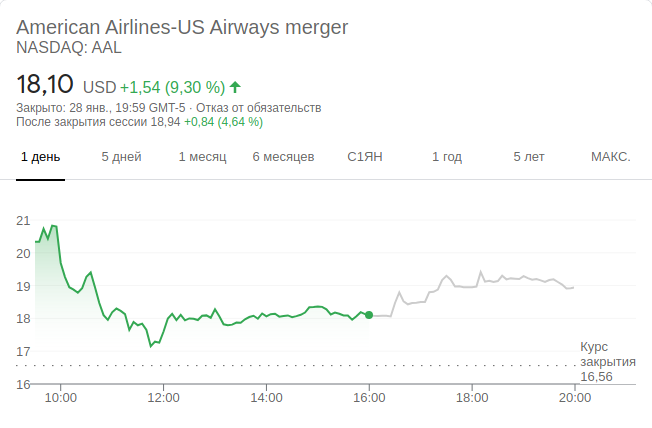 American Airlines-US Airways merger
NASDAQ: AAL
18,10 USD +1,54 (9,30 %)
Закрыто: 28 янв., 19:59 GMT-5 · Отказ от обязательств
После закрытия сессии 18,94 +0,84 (4,64 %)
1 день 5 дней 1 месяц 6 месяцев С1ЯН 1 год 5 лет МАКС.
21
20
19
18
17
Курс
закрытия
16,56
16
10:00 12:00 14:00 16:00 18:00 20:00